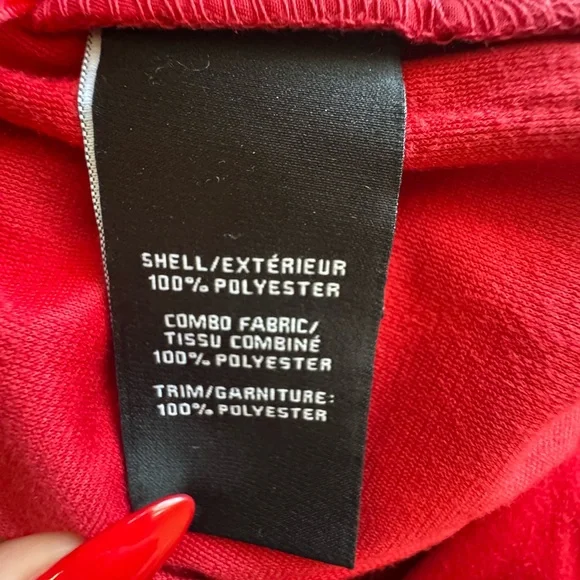 SHELL/EXTÉRIEUR
100% POLYESTER
COMBO FABRIC/
TISSU COMBINÉ
100% POLYESTER
TRIM/GARNITURE:
100% POLYESTER